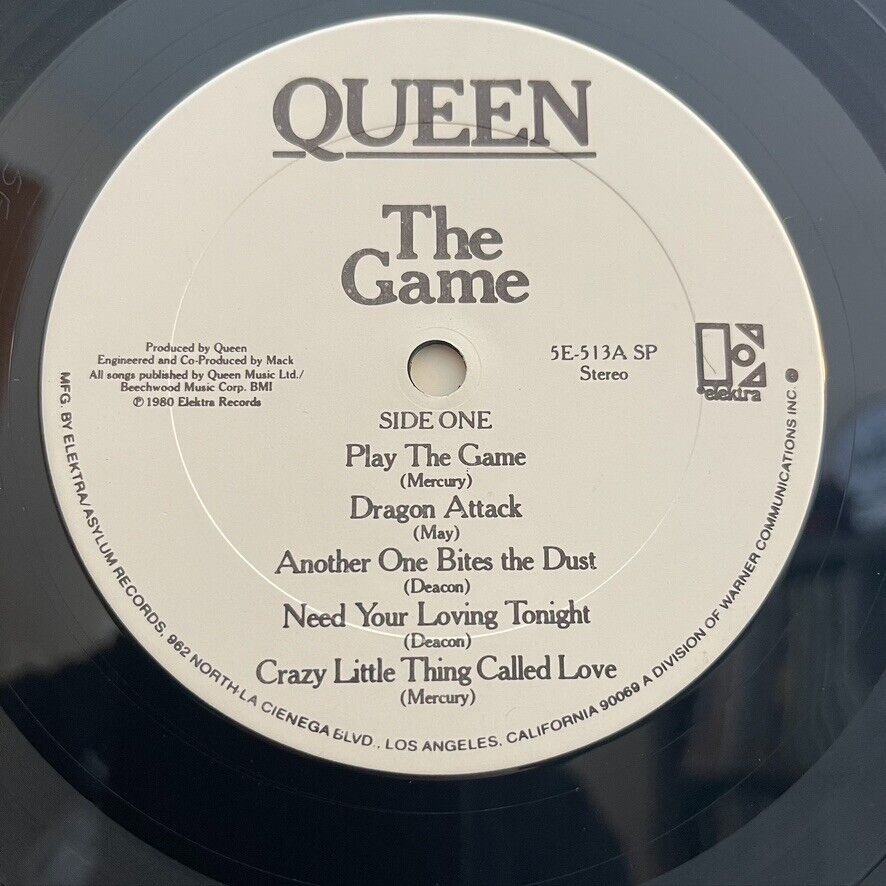 QUEEN
The
Game
Produced by Queen
Engineered and Co-Produced by Mack
All songs published by Queen Music Ltd./
Beechwood Music Corp. BMI
℗ 1980 Elektra Records
5E-513A SP
Stereo
elektra
SIDE ONE
Play The Game
(Mercury)
Dragon Attack
(May)
Another One Bites the Dust
(Deacon)
Need Your Loving Tonight
(Deacon)
Crazy Little Thing Called Love
(Mercury)
MFG. BY ELEKTRA/ASYLUM RECORDS, 962 NORTH LA CIENEGA BLVD., LOS ANGELES, CALIFORNIA 90069 A DIVISION OF WARNER COMMUNICATIONS INC.